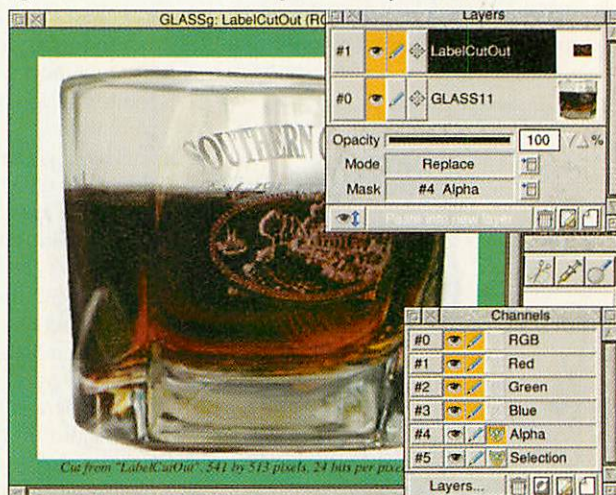 GLASSg: LabelCutOut (RG
Layers
#1 LabelCutOut
#0 GLASS11
Opacity 100 %
Mode Replace
Mask #4 Alpha
Paste into new layer
SOUTHERN
Channels
#0 RGB
#1 Red
#2 Green
#3 Blue
#4 Alpha
#5 Selection
Layers...
Cut from "LabelCutOut", 541 by 513 pixels, 24 bits per pixe